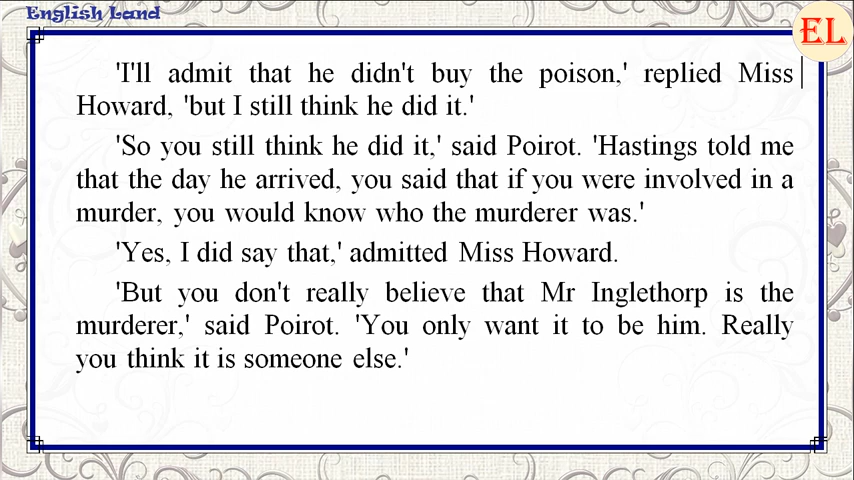 English Land
EL
'I'll admit that he didn't buy the poison,' replied Miss
Howard, 'but I still think he did it.'
'So you still think he did it,' said Poirot. 'Hastings told me
that the day he arrived, you said that if you were involved in a
murder, you would know who the murderer was.'
'Yes, I did say that,' admitted Miss Howard.
'But you don't really believe that Mr Inglethorp is the
murderer,' said Poirot. 'You only want it to be him. Really
you think it is someone else.'